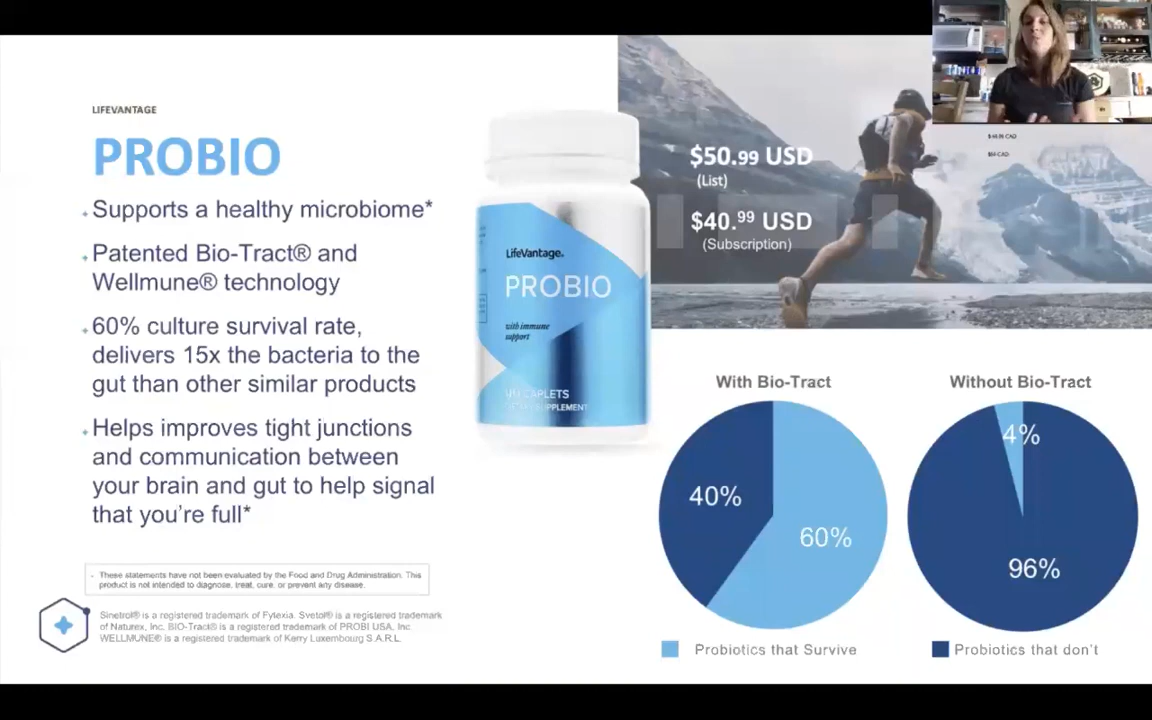 LIFEVANTAGE
PROBIO
Supports a healthy microbiome*
Patented Bio-Tract® and
Wellmune® technology
60% culture survival rate,
delivers 15x the bacteria to the
gut than other similar products
Helps improves tight junctions
and communication between
your brain and gut to help signal
that you're full*
- These statements have not been evaluated by the Food and Drug Administration. This
product is not intended to diagnose, treat, cure, or prevent any disease.
Sinetrol® is a registered trademark of Fytexia. Svetol® is a registered trademark
of Naturex, Inc. BIO-Tract® is a registered trademark of PROBI USA, Inc.
WELLMUNE® is a registered trademark of Kerry Luxembourg S.A.R.L.
LifeVantage®
PROBIO
with immune
support
CAPLETS
SUPPLEMENT
$50.99 USD
(List)
$40.99 USD
(Subscription)
CAD
CAD
With Bio-Tract
40%
60%
Without Bio-Tract
4%
96%
Probiotics that Survive
Probiotics that don't